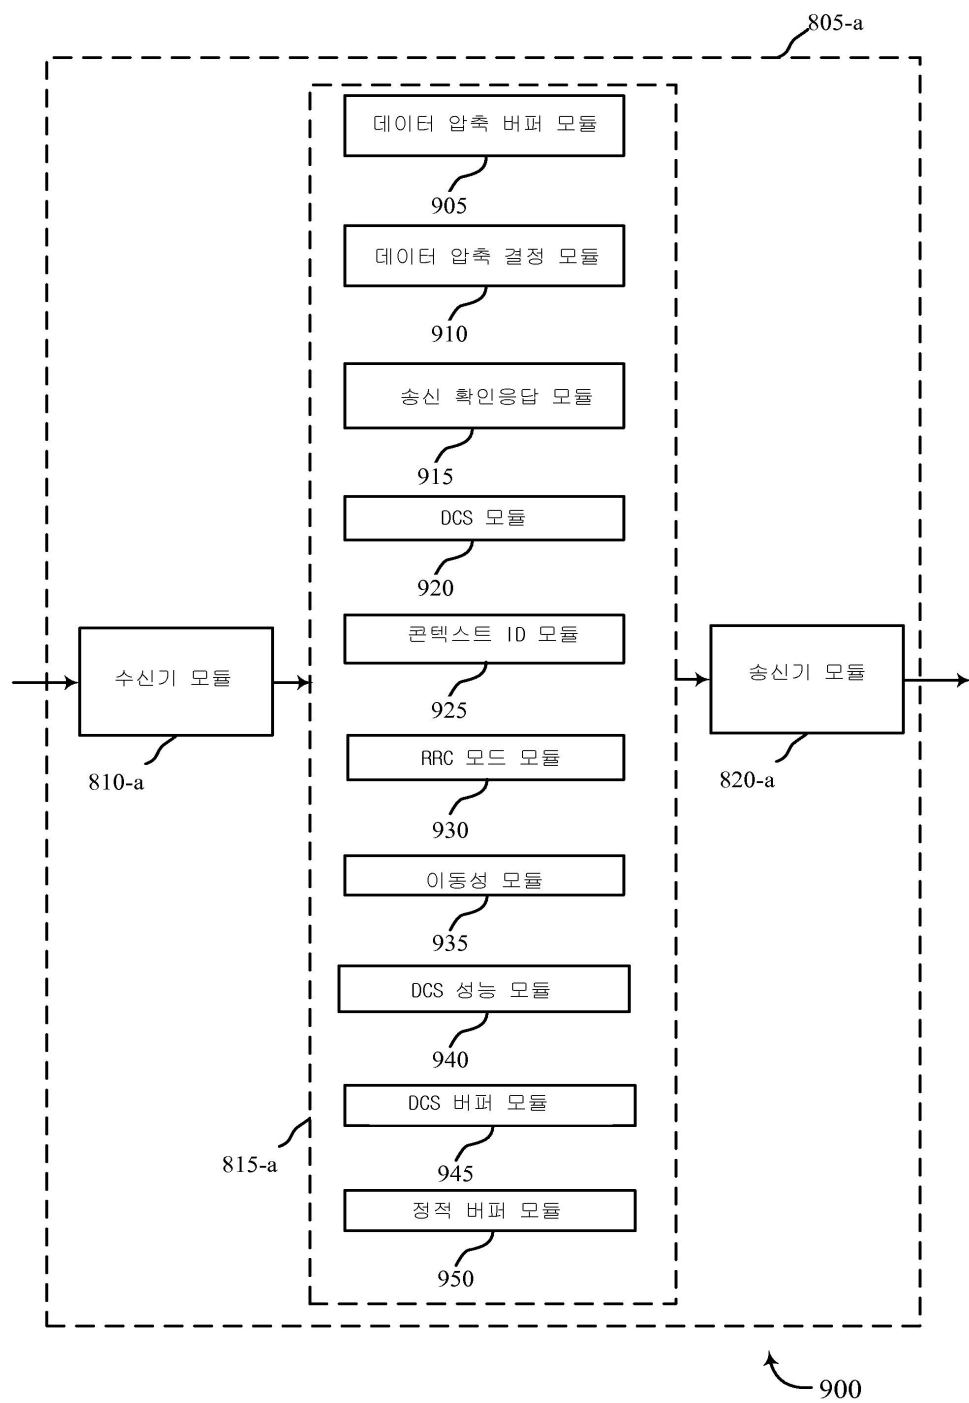 805-a
데이터 압축 버퍼 모듈
905
데이터 압축 결정 모듈
910
송신 확인응답 모듈
915
DCS 모듈
920
콘텍스트 ID 모듈
925
수신기 모듈
810-a
송신기 모듈
820-a
RRC 모드 모듈
930
이동성 모듈
935
DCS 성능 모듈
940
DCS 버퍼 모듈
945
815-a
정적 버퍼 모듈
950
900